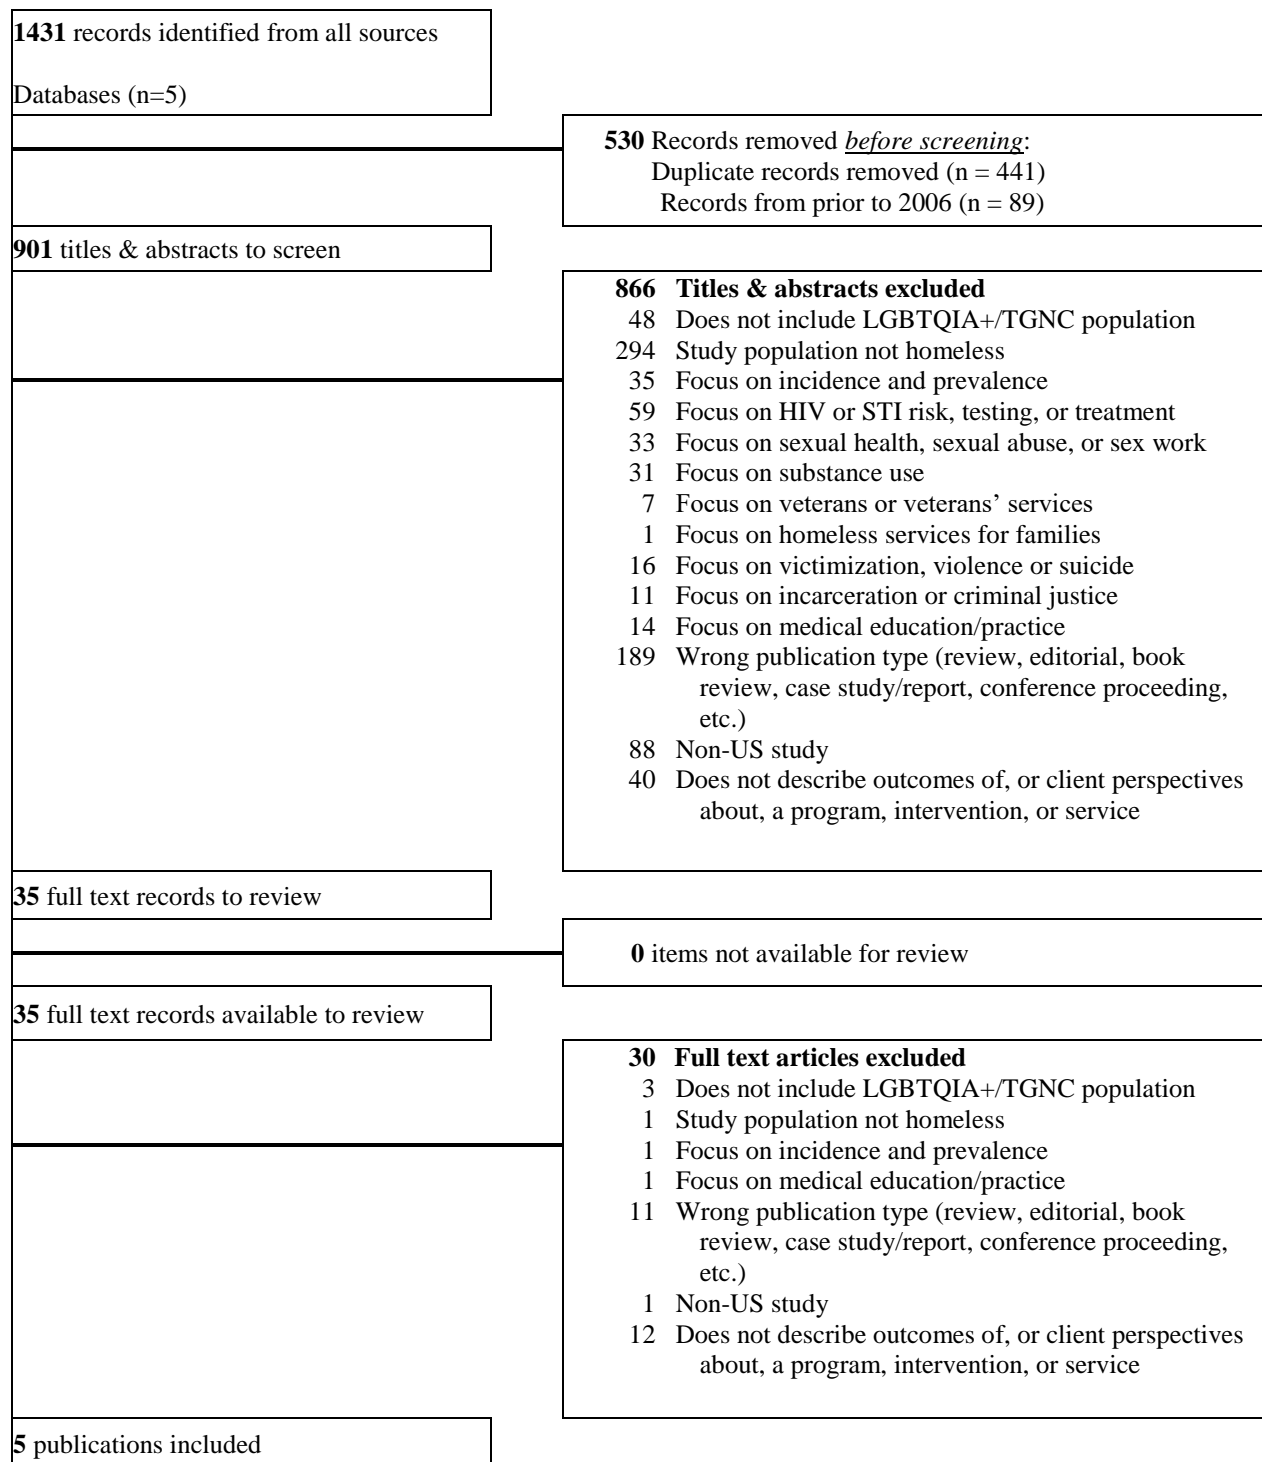 1431 records identified from all sources
Databases (n=5)
530 Records removed before screening:
Duplicate records removed (n = 441)
Records from prior to 2006 (n = 89)
901 titles & abstracts to screen
866 Titles & abstracts excluded
48 Does not include LGBTQIA+/TGNC population
294 Study population not homeless
35 Focus on incidence and prevalence
59 Focus on HIV or STI risk, testing, or treatment
33 Focus on sexual health, sexual abuse, or sex work
31 Focus on substance use
7 Focus on veterans or veterans’ services
1 Focus on homeless services for families
16 Focus on victimization, violence or suicide
11 Focus on incarceration or criminal justice
14 Focus on medical education/practice
189 Wrong publication type (review, editorial, book
review, case study/report, conference proceeding,
etc.)
88 Non-US study
40 Does not describe outcomes of, or client perspectives
about, a program, intervention, or service
35 full text records to review
0 items not available for review
35 full text records available to review
30 Full text articles excluded
3 Does not include LGBTQIA+/TGNC population
1 Study population not homeless
1 Focus on incidence and prevalence
1 Focus on medical education/practice
11 Wrong publication type (review, editorial, book
review, case study/report, conference proceeding,
etc.)
1 Non-US study
12 Does not describe outcomes of, or client perspectives
about, a program, intervention, or service
5 publications included